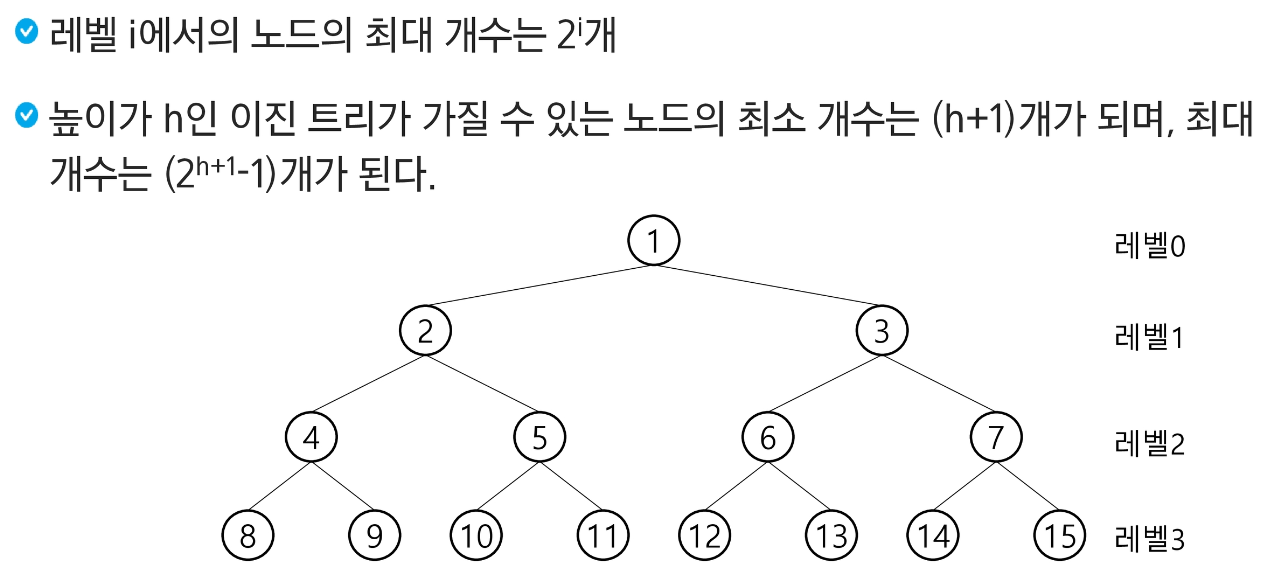 레벨 i에서의 노드의 최대 개수는 2ⁱ개
높이가 h인 이진 트리가 가질 수 있는 노드의 최소 개수는 (h+1)개가 되며, 최대
개수는 (2ʰ⁺¹-1)개가 된다.
1 레벨0
2 3 레벨1
4 5 6 7 레벨2
8 9 10 11 12 13 14 15 레벨3